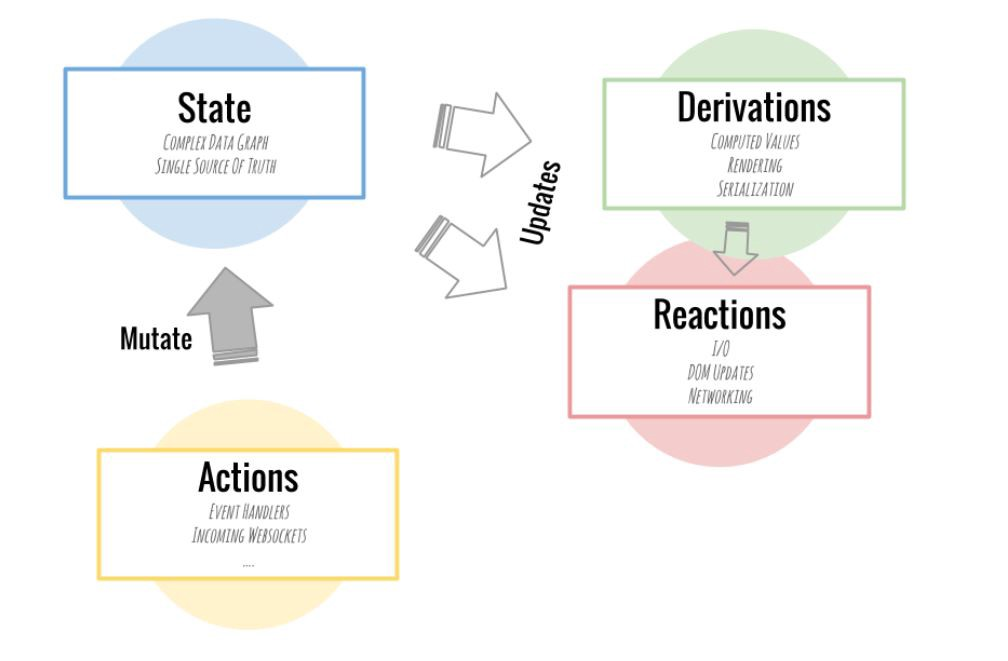 State
Complex Data Graph
Single Source Of Truth
Derivations
Computed Values
Rendering
Serialization
Updates
Mutate
Reactions
I/O
DOM Updates
Networking
Actions
Event Handlers
Incoming Websockets
....